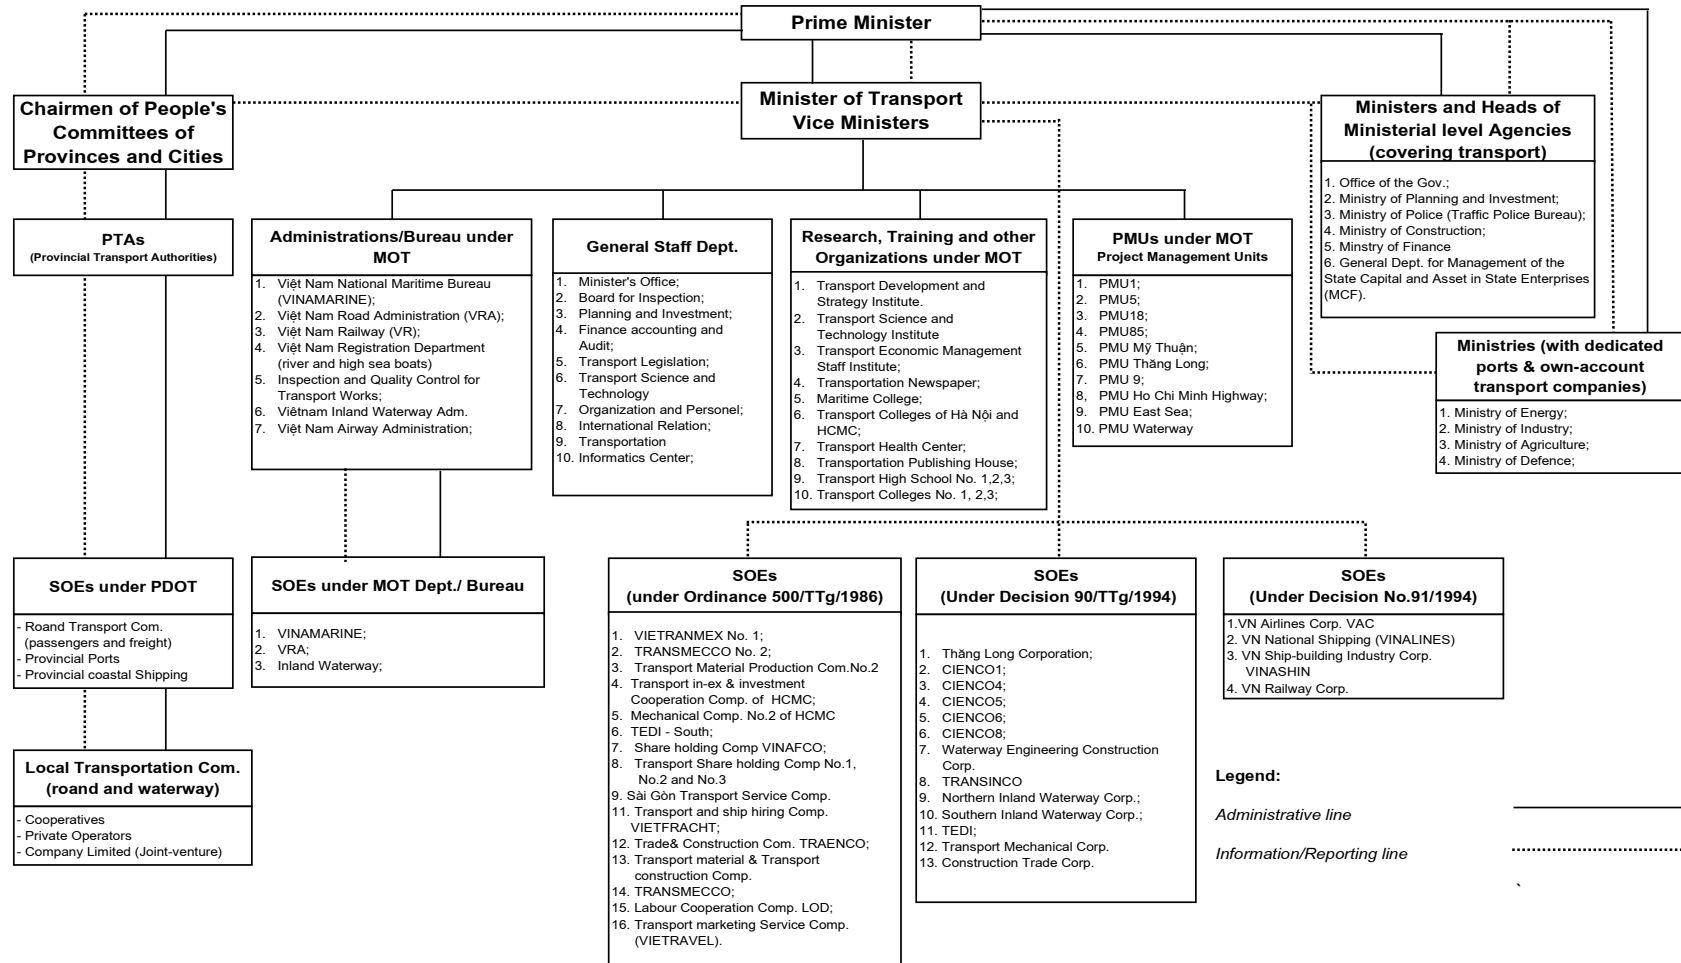 Prime Minister
Chairmen of People's
Committees of
Provinces and Cities
Minister of Transport
Vice Ministers
Ministers and Heads of
Ministerial level Agencies
(covering transport)
1. Office of the Gov.;
2. Ministry of Planning and Investment;
3. Ministry of Police (Traffic Police Bureau);
4. Ministry of Construction;
5. Minstry of Finance
6. General Dept. for Management of the
State Capital and Asset in State Enterprises
(MCF).
PTAs
(Provincial Transport Authorities)
Administrations/Bureau under
MOT
1. Việt Nam National Maritime Bureau
(VINAMARINE);
2. Việt Nam Road Administration (VRA);
3. Việt Nam Railway (VR);
4. Việt Nam Registration Department
(river and high sea boats)
5. Inspection and Quality Control for
Transport Works;
6. Viêtnam Inland Waterway Adm.
7. Việt Nam Airway Administration;
General Staff Dept.
1. Minister's Office;
2. Board for Inspection;
3. Planning and Investment;
4. Finance accounting and
Audit;
5. Transport Legislation;
6. Transport Science and
Technology
7. Organization and Personel;
8. International Relation;
9. Transportation
10. Informatics Center;
Research, Training and other
Organizations under MOT
1. Transport Development and
Strategy Institute.
2. Transport Science and
Technology Institute
3. Transport Economic Management
Staff Institute;
4. Transportation Newspaper;
5. Maritime College;
6. Transport Colleges of Hà Nội and
HCMC;
7. Transport Health Center;
8. Transportation Publishing House;
9. Transport High School No. 1,2,3;
10. Transport Colleges No. 1, 2,3;
PMUs under MOT
Project Management Units
1. PMU1;
2. PMU5;
3. PMU18;
4. PMU85;
5. PMU Mỹ Thuận;
6. PMU Thăng Long;
7. PMU 9;
8, PMU Ho Chi Minh Highway;
9. PMU East Sea;
10. PMU Waterway
Ministries (with dedicated
ports & own-account
transport companies)
1. Ministry of Energy;
2. Ministry of Industry;
3. Ministry of Agriculture;
4. Ministry of Defence;
SOEs under PDOT
- Roand Transport Com.
(passengers and freight)
- Provincial Ports
- Provincial coastal Shipping
SOEs under MOT Dept./ Bureau
1. VINAMARINE;
2. VRA;
3. Inland Waterway;
SOEs
(under Ordinance 500/TTg/1986)
1. VIETRANMEX No. 1;
2. TRANSMECCO No. 2;
3. Transport Material Production Com.No.2
4. Transport in-ex & investment
Cooperation Comp. of HCMC;
5. Mechanical Comp. No.2 of HCMC
6. TEDI - South;
7. Share holding Comp VINAFCO;
8. Transport Share holding Comp No.1,
No.2 and No.3
9. Sài Gòn Transport Service Comp.
11. Transport and ship hiring Comp.
VIETFRACHT;
12. Trade& Construction Com. TRAENCO;
13. Transport material & Transport
construction Comp.
14. TRANSMECCO;
15. Labour Cooperation Comp. LOD;
16. Transport marketing Service Comp.
(VIETRAVEL).
SOEs
(Under Decision 90/TTg/1994)
1. Thăng Long Corporation;
2. CIENCO1;
3. CIENCO4;
4. CIENCO5;
5. CIENCO6;
6. CIENCO8;
7. Waterway Engineering Construction
Corp.
8. TRANSINCO
9. Northern Inland Waterway Corp.;
10. Southern Inland Waterway Corp.;
11. TEDI;
12. Transport Mechanical Corp.
13. Construction Trade Corp.
SOEs
(Under Decision No.91/1994)
1.VN Airlines Corp. VAC
2. VN National Shipping (VINALINES)
3. VN Ship-building Industry Corp.
VINASHIN
4. VN Railway Corp.
Local Transportation Com.
(roand and waterway)
- Cooperatives
- Private Operators
- Company Limited (Joint-venture)
Legend:
Administrative line
Information/Reporting line
`